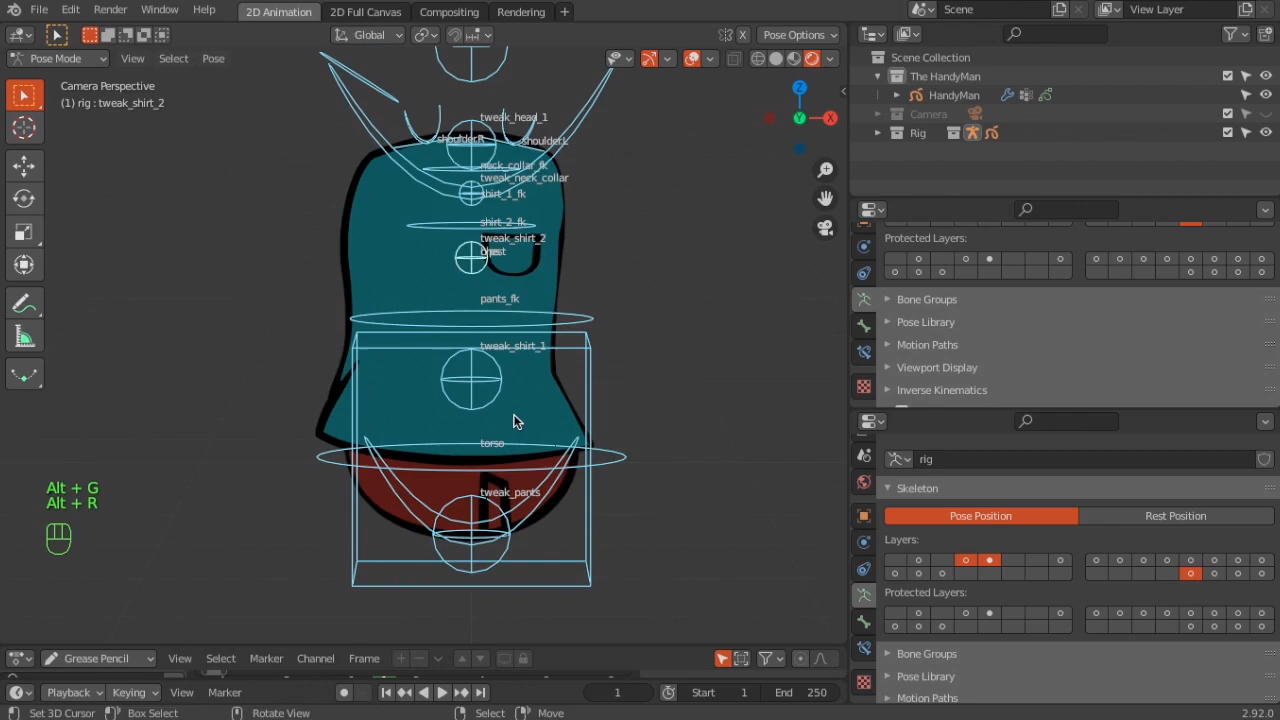 File Edit Render Window Help 2D Animation 2D Full Canvas Compositing Rendering + Scene View Layer
Global Pose Options
Pose Mode View Select Pose
Camera Perspective
(1) rig : tweak_shirt_2
Scene Collection
The HandyMan
HandyMan
Camera
Rig
Z
Y
X
tweak_head_1
shoulder.R shoulder.L
neck_collar_fk
tweak_neck_collar
shirt_1_fk
shirt_2_fk
tweak_shirt_2
pants_fk
tweak_shirt_1
torso
tweak_pants
Alt + G
Alt + R
Protected Layers:
Bone Groups
Pose Library
Motion Paths
Viewport Display
Inverse Kinematics
rig
Skeleton
Pose Position Rest Position
Layers:
Protected Layers:
Bone Groups
Pose Library
Motion Paths
Grease Pencil View Select Marker Channel Frame
Playback Keying View Marker 1 Start 1 End 250
Set 3D Cursor Box Select Rotate View Select Move 2.92.0